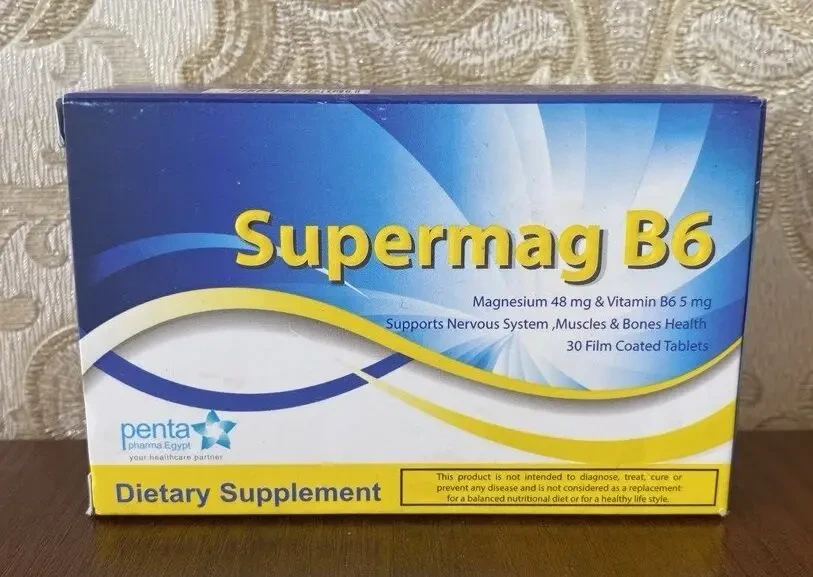 Supermag B6
Magnesium 48 mg & Vitamin B6 5 mg
Supports Nervous System ,Muscles & Bones Health
30 Film Coated Tablets
penta
pharma.Egypt
your healthcare partner
Dietary Supplement
This product is not intended to diagnose, treat, cure or
prevent any disease and is not considered as a replacement
for a balanced nutritional diet or for a healthy life style.